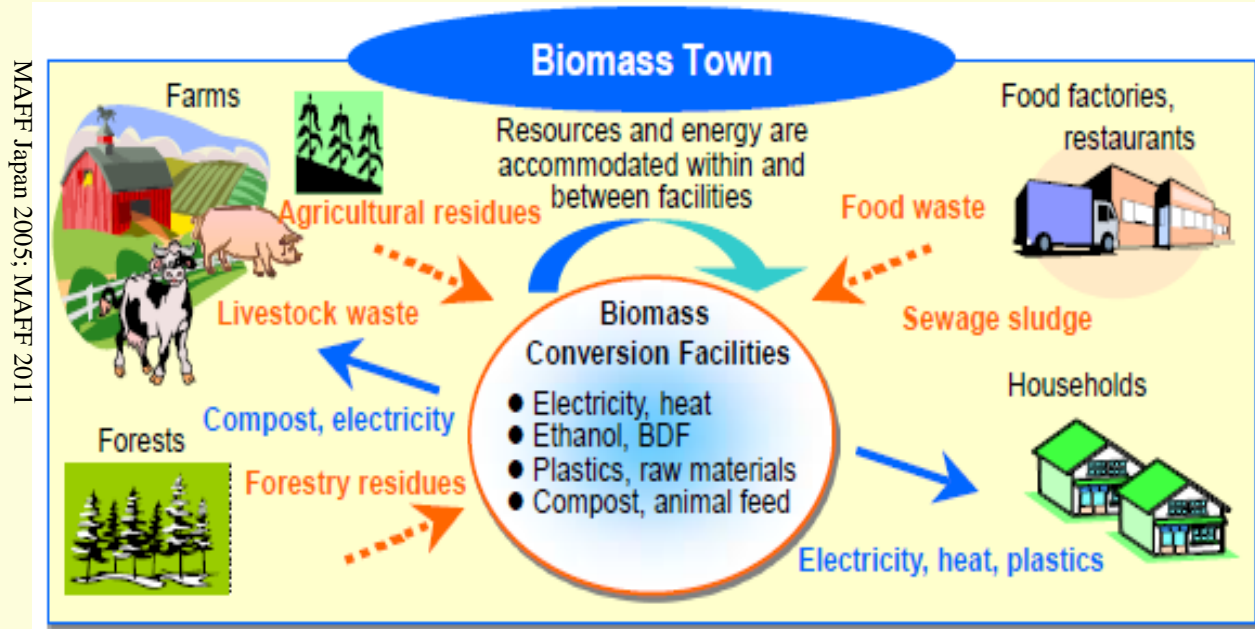 Biomass Town
MAFF Japan 2005; MAFF 2011
Farms
Resources and energy are
accommodated within and
between facilities
Food factories,
restaurants
Agricultural residues
Food waste
Livestock waste
Sewage sludge
Biomass
Conversion Facilities
● Electricity, heat
● Ethanol, BDF
● Plastics, raw materials
● Compost, animal feed
Compost, electricity
Households
Forests
Forestry residues
Electricity, heat, plastics